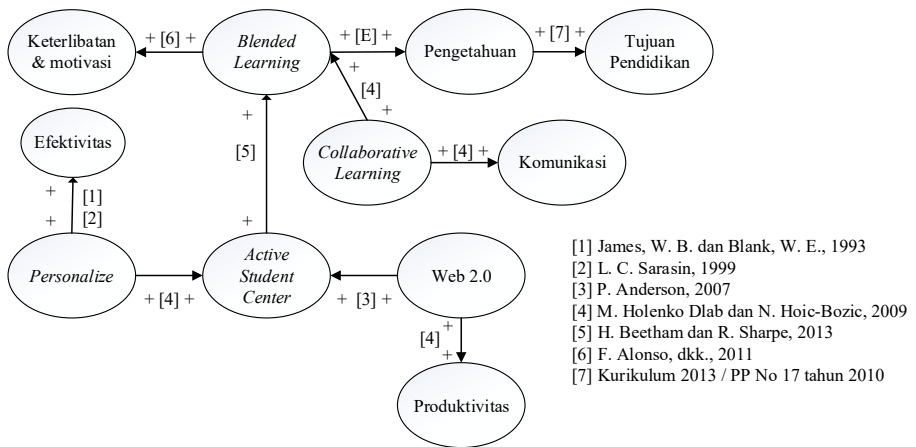 Keterlibatan
& motivasi
+ [6] +
Blended
Learning
+ [E] +
Pengetahuan
+ [7] +
Tujuan
Pendidikan
+
[4]
+
Efektivitas
+
[5]
+
Collaborative
Learning
+ [4] +
Komunikasi
+
[1]
+
[2]
Personalize
+ [4] +
Active
Student
Center
+ [3] +
Web 2.0
[4]
+
+
Produktivitas
[1] James, W. B. dan Blank, W. E., 1993
[2] L. C. Sarasin, 1999
[3] P. Anderson, 2007
[4] M. Holenko Dlab dan N. Hoic-Bozic, 2009
[5] H. Beetham dan R. Sharpe, 2013
[6] F. Alonso, dkk., 2011
[7] Kurikulum 2013 / PP No 17 tahun 2010